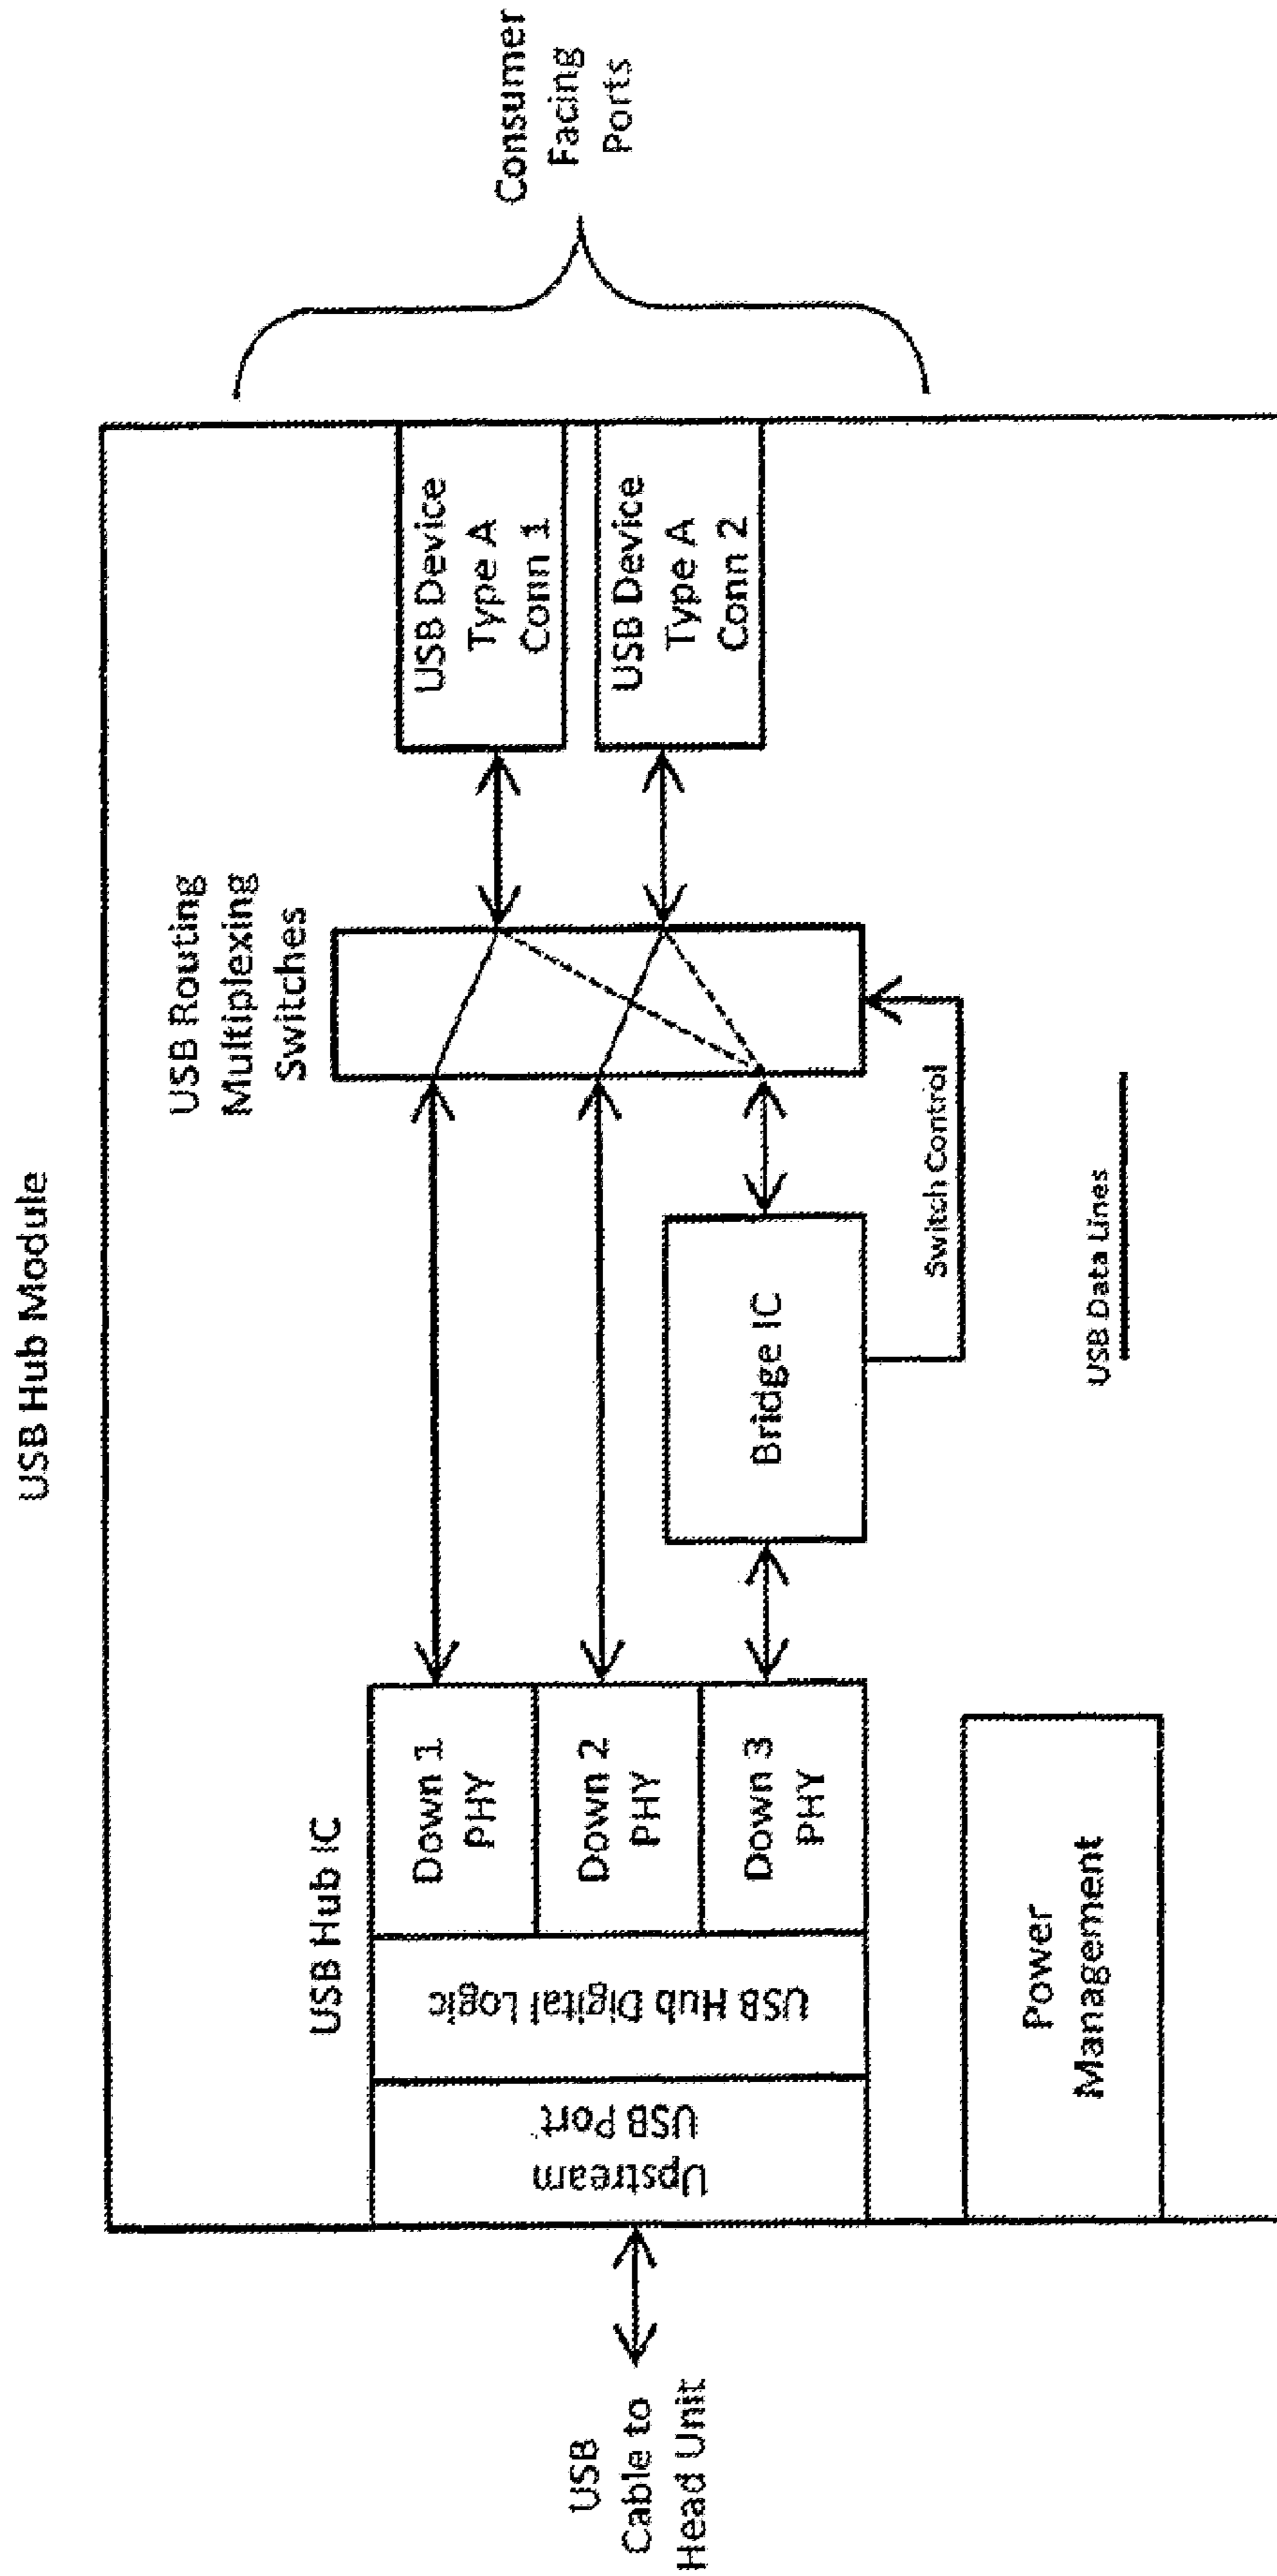 USB Hub Module
USB
Cable to
Head Unit
USB Hub IC
Upstream
USB Port
USB Hub Digital Logic
Down 1
PHY
Down 2
PHY
Down 3
PHY
Power
Management
Bridge IC
Switch Control
USB Data Lines
USB Routing
Multiplexing
Switches
USB Device
Type A
Conn 1
USB Device
Type A
Conn 2
Consumer
Facing
Ports